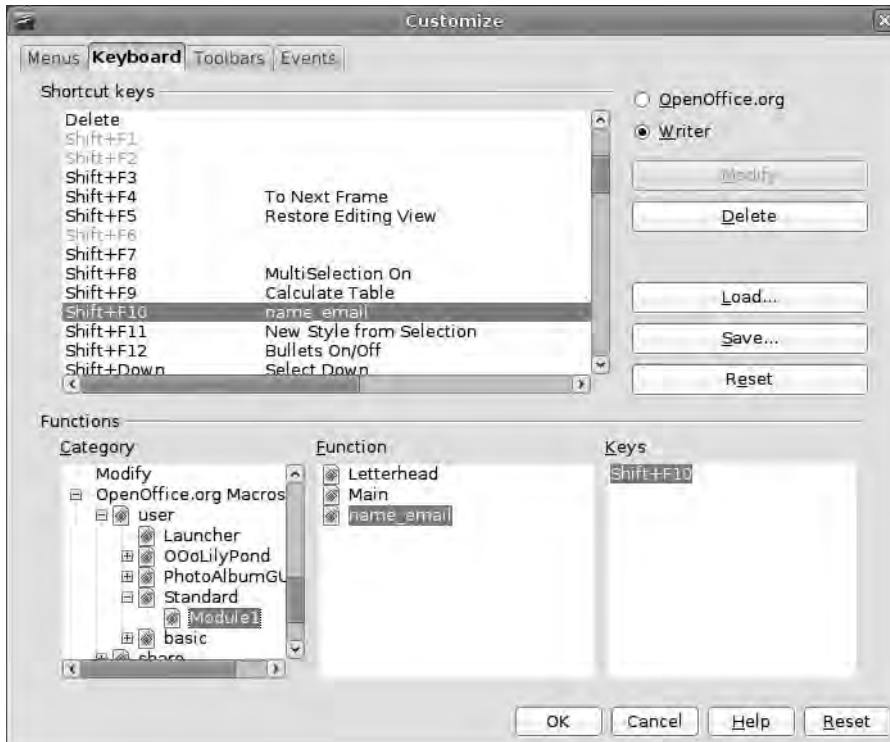 Customize
Menus Keyboard Toolbars Events
Shortcut keys
Delete
Shift+F1
Shift+F2
Shift+F3
Shift+F4 To Next Frame
Shift+F5 Restore Editing View
Shift+F6
Shift+F7
Shift+F8 MultiSelection On
Shift+F9 Calculate Table
Shift+F10 name_email
Shift+F11 New Style from Selection
Shift+F12 Bullets On/Off
Shift+Down Select Down
OpenOffice.org
Writer
Modify
Delete
Load...
Save...
Reset
Functions
Category
Modify
OpenOffice.org Macros
user
Launcher
OOoLilyPond
PhotoAlbumGU
Standard
Module1
basic
share
Function
Letterhead
Main
name_email
Keys
Shift+F10
OK Cancel Help Reset